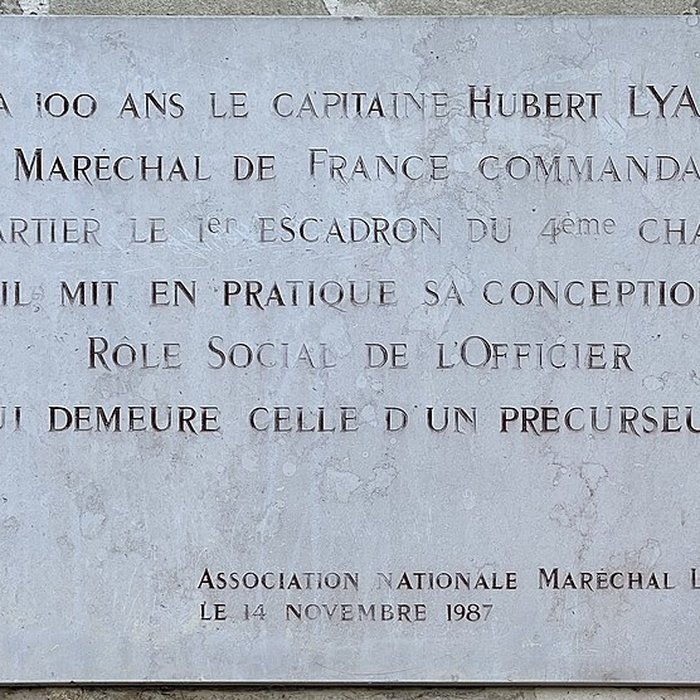 A 100 ANS LE CAPITAINE HUBERT LYA
MARÉCHAL DE FRANCE COMMANDA
ARTIER LE 1er ESCADRON DU 4ème CHA
IL MIT EN PRATIQUE SA CONCEPTIO
RÔLE SOCIAL DE L'OFFICIER
UI DEMEURE CELLE D'UN PRÉCURSEU
ASSOCIATION NATIONALE MARÉCHAL L
LE 14 NOVEMBRE 1987